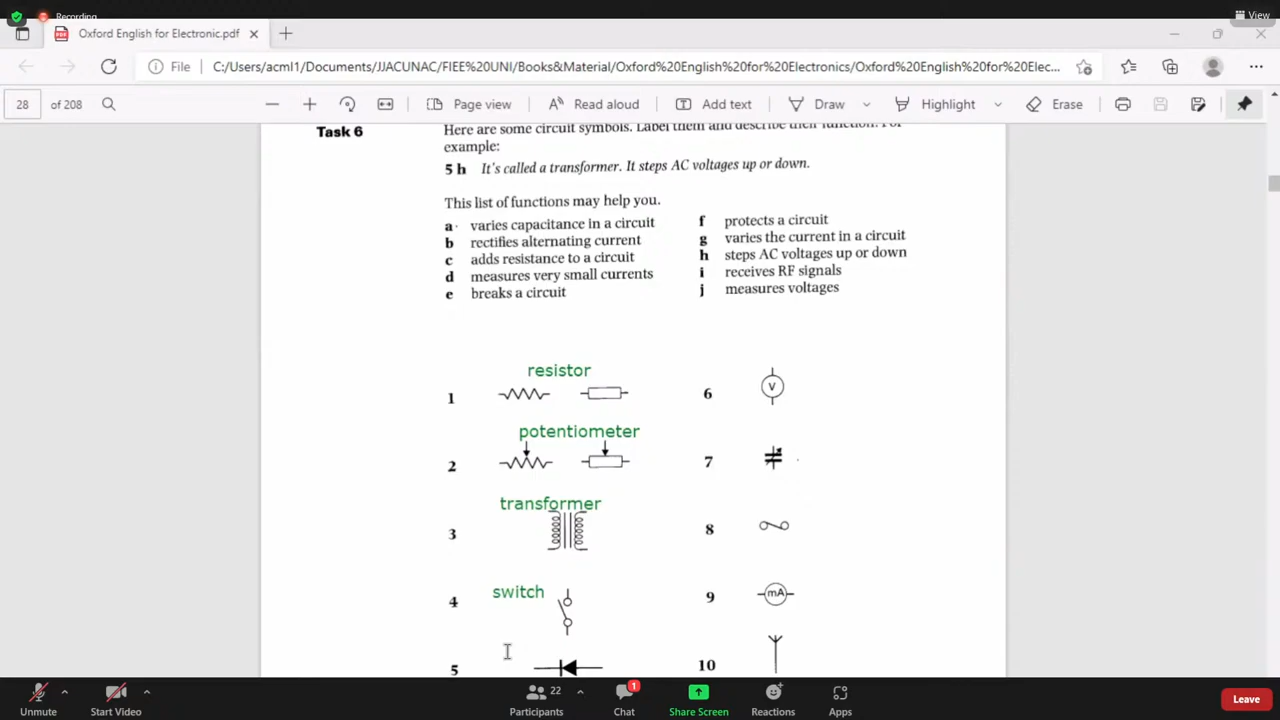 Recording
View
Oxford English for Electronic.pdf
File
C:/Users/acml1/Documents/JJACUNAC/FIEE%20UNI/Books&Material/Oxford%20English%20for%20Electronics/Oxford%20English%20for%20Elec...
28 of 208
Page view
Read aloud
Add text
Draw
Highlight
Erase
Task 6
Here are some circuit symbols. Label them and describe their function. For
example:
5 h It's called a transformer. It steps AC voltages up or down.
This list of functions may help you.
a varies capacitance in a circuit
b rectifies alternating current
c adds resistance to a circuit
d measures very small currents
e breaks a circuit
f protects a circuit
g varies the current in a circuit
h steps AC voltages up or down
i receives RF signals
j measures voltages
resistor
1
6
V
potentiometer
2
7
transformer
3
8
switch
4
9
mA
5
10
Unmute
Start Video
22
Participants
1
Chat
Share Screen
Reactions
Apps
Leave